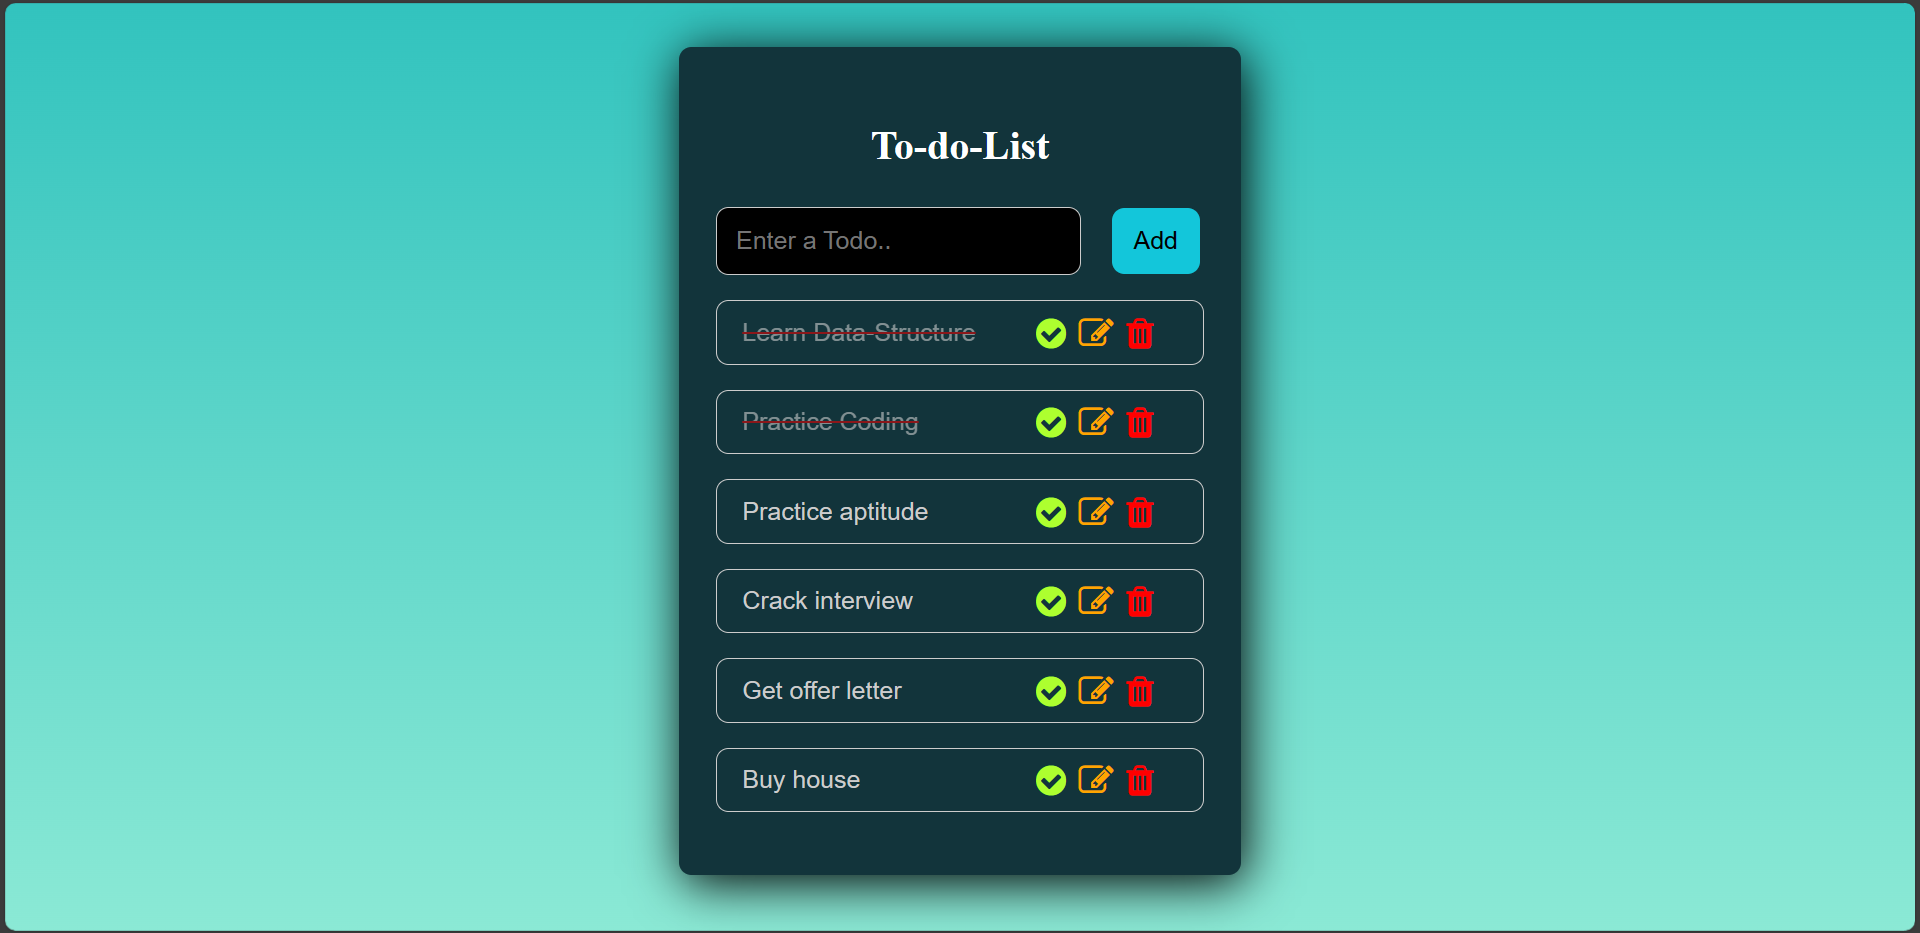 To-do-List
Enter a Todo..
Add
Learn Data-Structure
Practice Coding
Practice aptitude
Crack interview
Get offer letter
Buy house